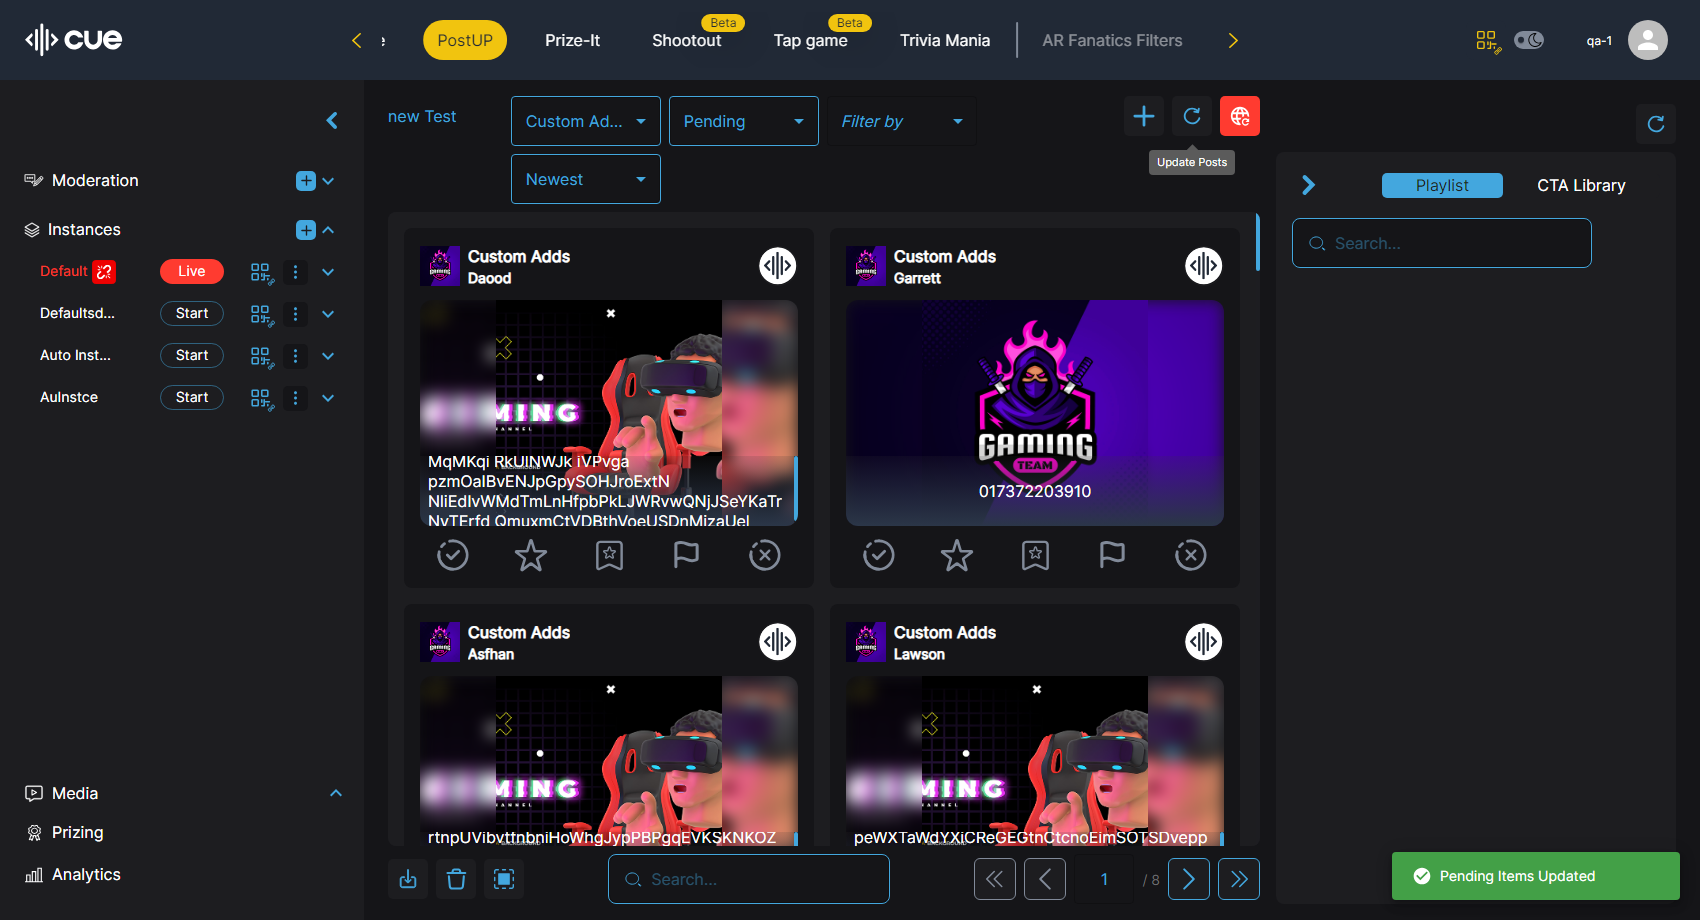 cue
PostUP
Prize-It
Shootout
Beta
Tap game
Beta
Trivia Mania
AR Fanatics Filters
qa-1
Moderation
Instances
Default
Live
Defaultsd...
Start
Auto Inst...
Start
AuInstce
Start
Media
Prizing
Analytics
new Test
Custom Ad...
Pending
Filter by
Newest
Update Posts
Custom Adds
Daood
MqMKqi RkUINWJk iVPvga
pzmOalBvENJpGpySOHJroExtN
NliEdIvWMdTmLnHfpbPkLJWRvwQNjJSeYKaTr
NvTErfd QmuxmCtVDBthVoeUSDnMizaUel
Custom Adds
Garrett
GAMING
TEAM
017372203910
Custom Adds
Asfhan
rtnpUVibvttnbniHoWhgJypPBPgqEVKSKNKOZ
Custom Adds
Lawson
peWXTaWdYXiCReGEGtnCtcnoEimSOTSDvepp
Search...
1 / 8
Playlist
CTA Library
Search...
Pending Items Updated